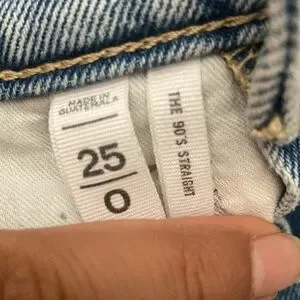 MADE IN
GUATEMALA
25
0
THE 90'S STRAIGHT